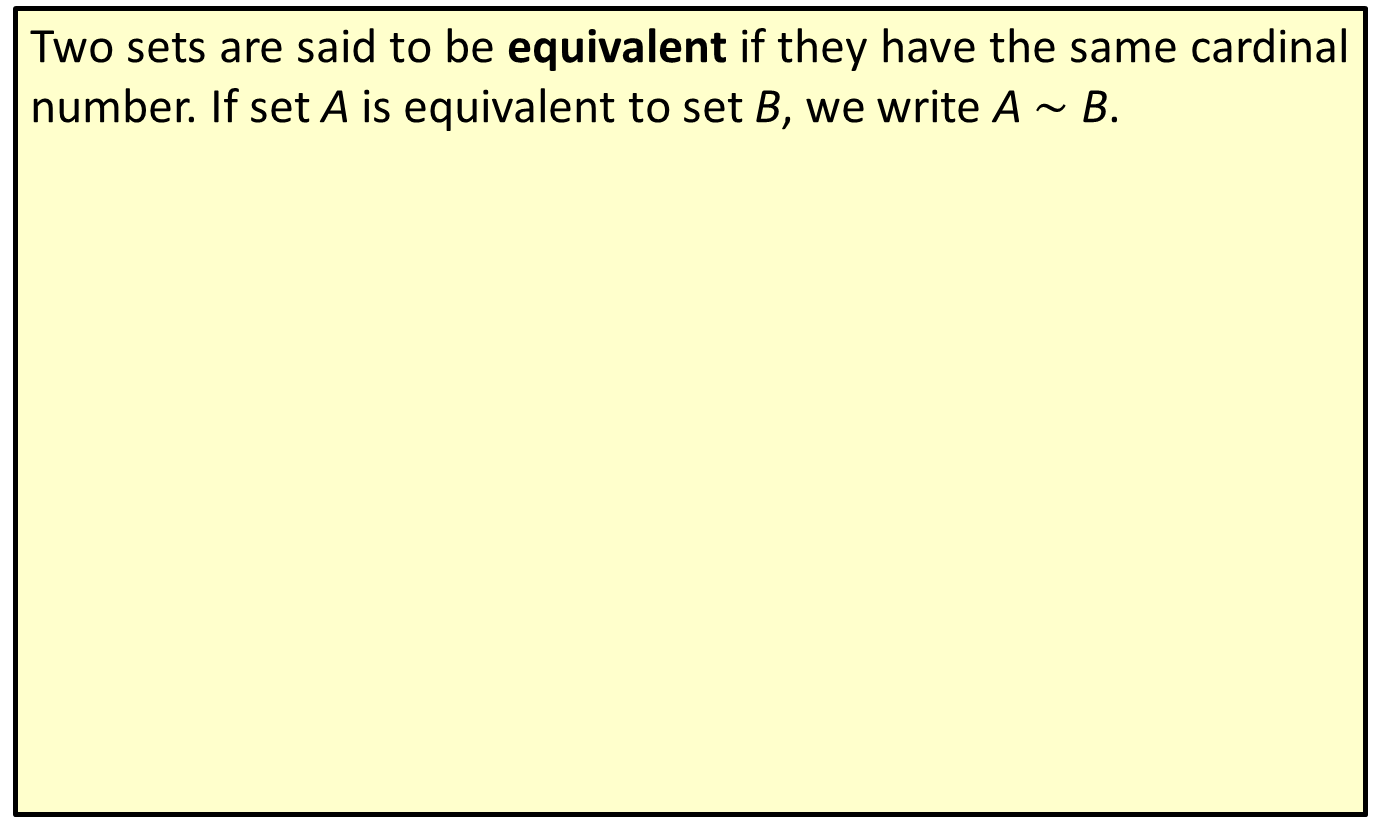 Two sets are said to be equivalent if they have the same cardinal
number. If set A is equivalent to set B, we write A ~ B.